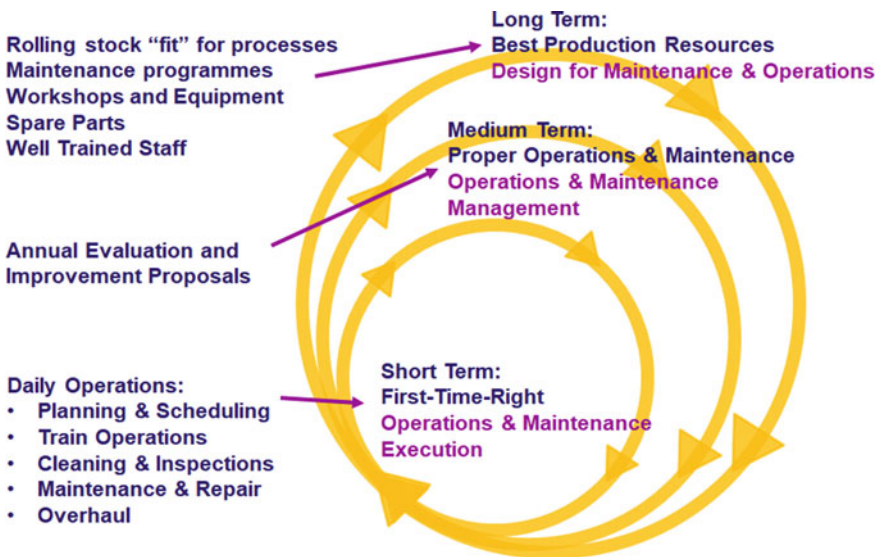 Rolling stock “fit” for processes
Maintenance programmes
Workshops and Equipment
Spare Parts
Well Trained Staff
Long Term:
Best Production Resources
Design for Maintenance & Operations
Medium Term:
Proper Operations & Maintenance
Operations & Maintenance
Management
Annual Evaluation and
Improvement Proposals
Daily Operations:
• Planning & Scheduling
• Train Operations
• Cleaning & Inspections
• Maintenance & Repair
• Overhaul
Short Term:
First-Time-Right
Operations & Maintenance
Execution